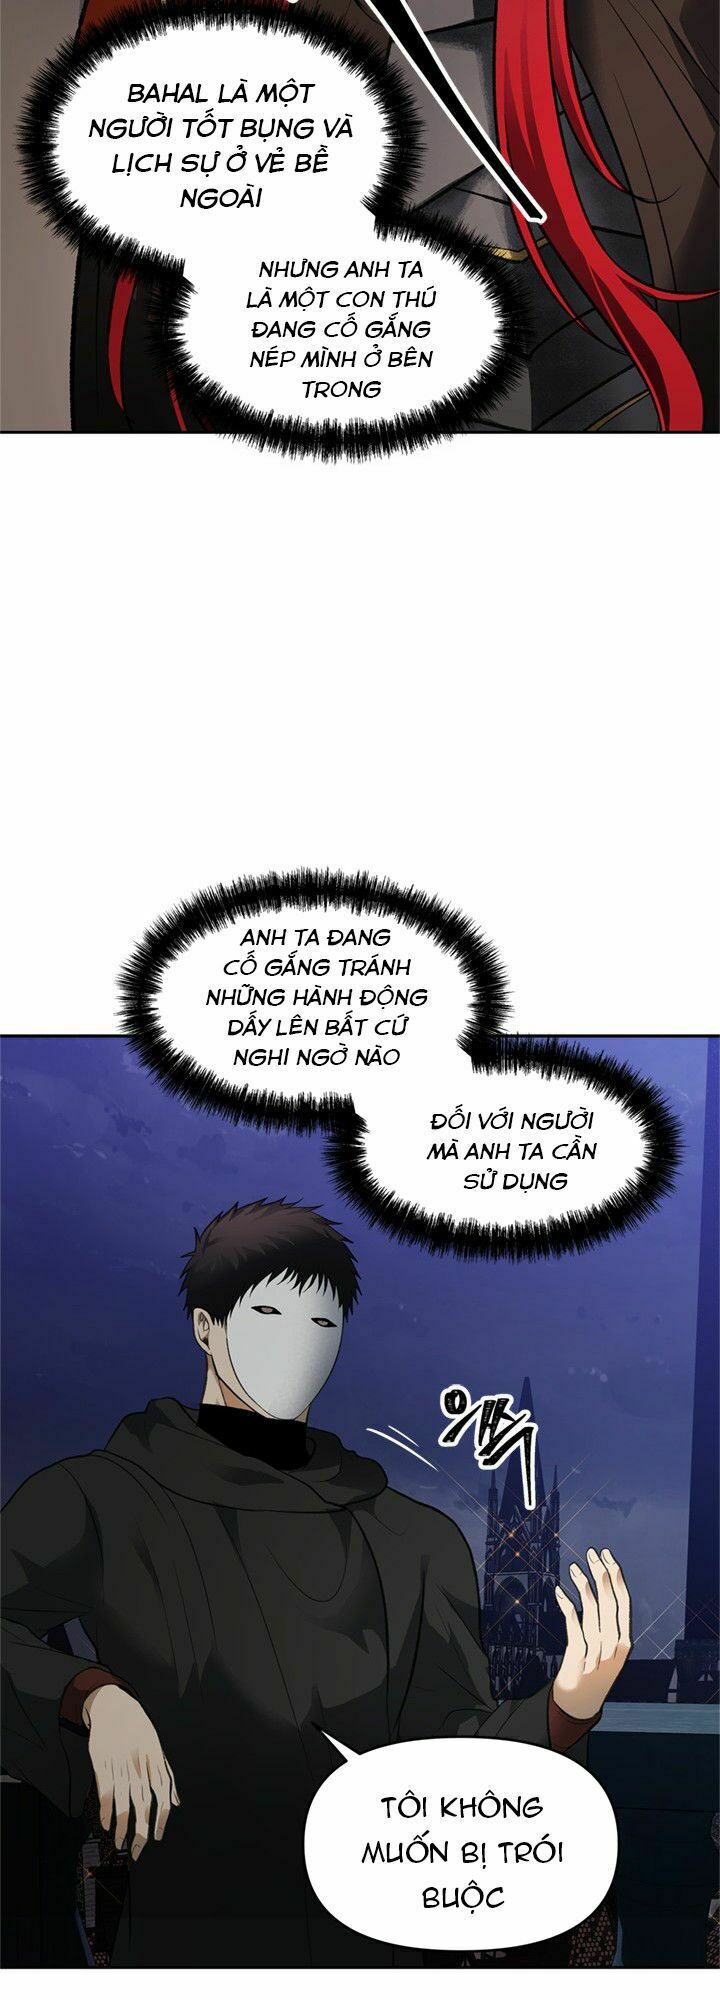 BAHAL LÀ MỘT
NGƯỜI TỐT BỤNG VÀ
LỊCH SỰ Ở VẺ BỀ
NGOÀI
NHƯNG ANH TA
LÀ MỘT CON THÚ
ĐANG CỐ GẮNG
NÉP MÌNH Ở BÊN
TRONG
ANH TA ĐANG
CỐ GẮNG TRÁNH
NHỮNG HÀNH ĐỘNG
DẤY LÊN BẤT CỨ
NGHI NGỜ NÀO
ĐỐI VỚI NGƯỜI
MÀ ANH TA CẦN
SỬ DỤNG
TÔI KHÔNG
MUỐN BỊ TRÓI
BUỘC